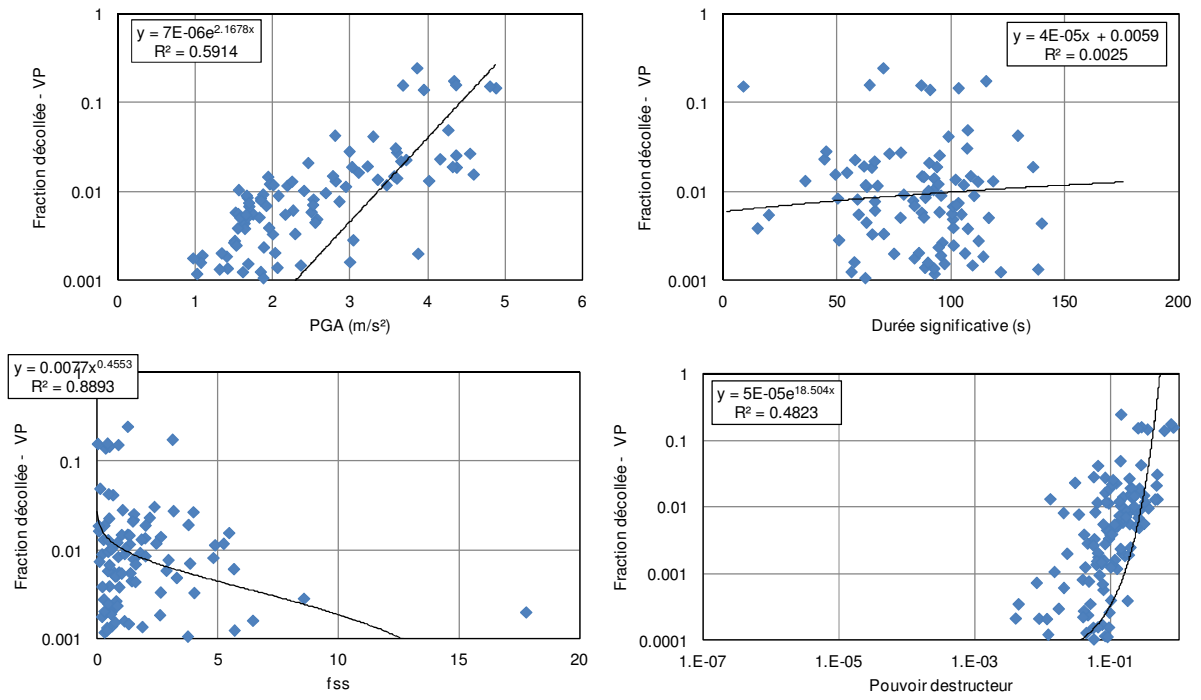 y = 7E-06e^2.1678x
R² = 0.5914
Fraction décollée - VP
1
0.1
0.01
0.001
0 1 2 3 4 5 6
PGA (m/s²)
y = 4E-05x + 0.0059
R² = 0.0025
Fraction décollée - VP
1
0.1
0.01
0.001
0 50 100 150 200
Durée significative (s)
y = 0.0077x^0.4553
R² = 0.8893
Fraction décollée - VP
0.1
0.01
0.001
0 5 10 15 20
fss
y = 5E-05e^18.504x
R² = 0.4823
Fraction décollée - VP
1
0.1
0.01
0.001
0.0001
1.E-07 1.E-05 1.E-03 1.E-01
Pouvoir destructeur